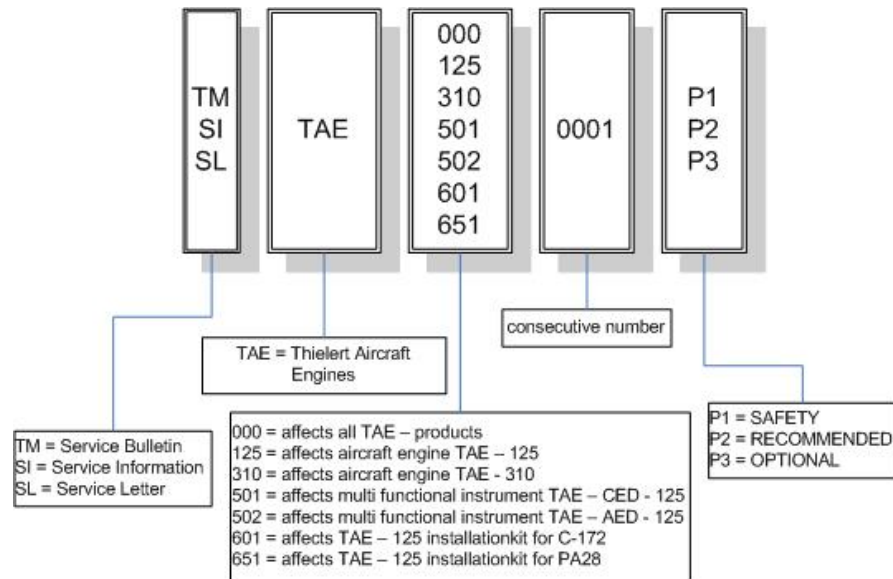 TM
SI
SL
TAE
000
125
310
501
502
601
651
0001
P1
P2
P3
TM = Service Bulletin
SI = Service Information
SL = Service Letter
TAE = Thielert Aircraft
Engines
000 = affects all TAE – products
125 = affects aircraft engine TAE – 125
310 = affects aircraft engine TAE - 310
501 = affects multi functional instrument TAE – CED - 125
502 = affects multi functional instrument TAE – AED - 125
601 = affects TAE – 125 installationkit for C-172
651 = affects TAE – 125 installationkit for PA28
consecutive number
P1 = SAFETY
P2 = RECOMMENDED
P3 = OPTIONAL